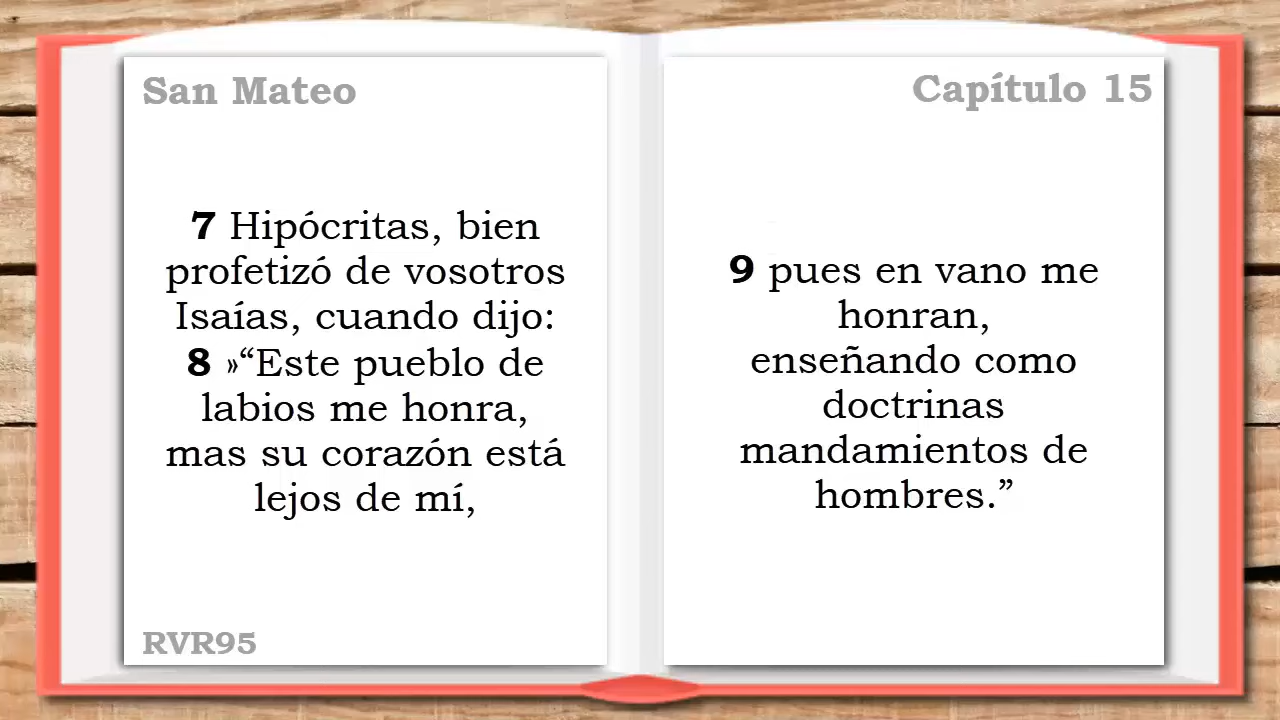 San Mateo
7 Hipócritas, bien
profetizó de vosotros
Isaías, cuando dijo:
8 »“Este pueblo de
labios me honra,
mas su corazón está
lejos de mí,
RVR95
Capítulo 15
9 pues en vano me
honran,
enseñando como
doctrinas
mandamientos de
hombres.”